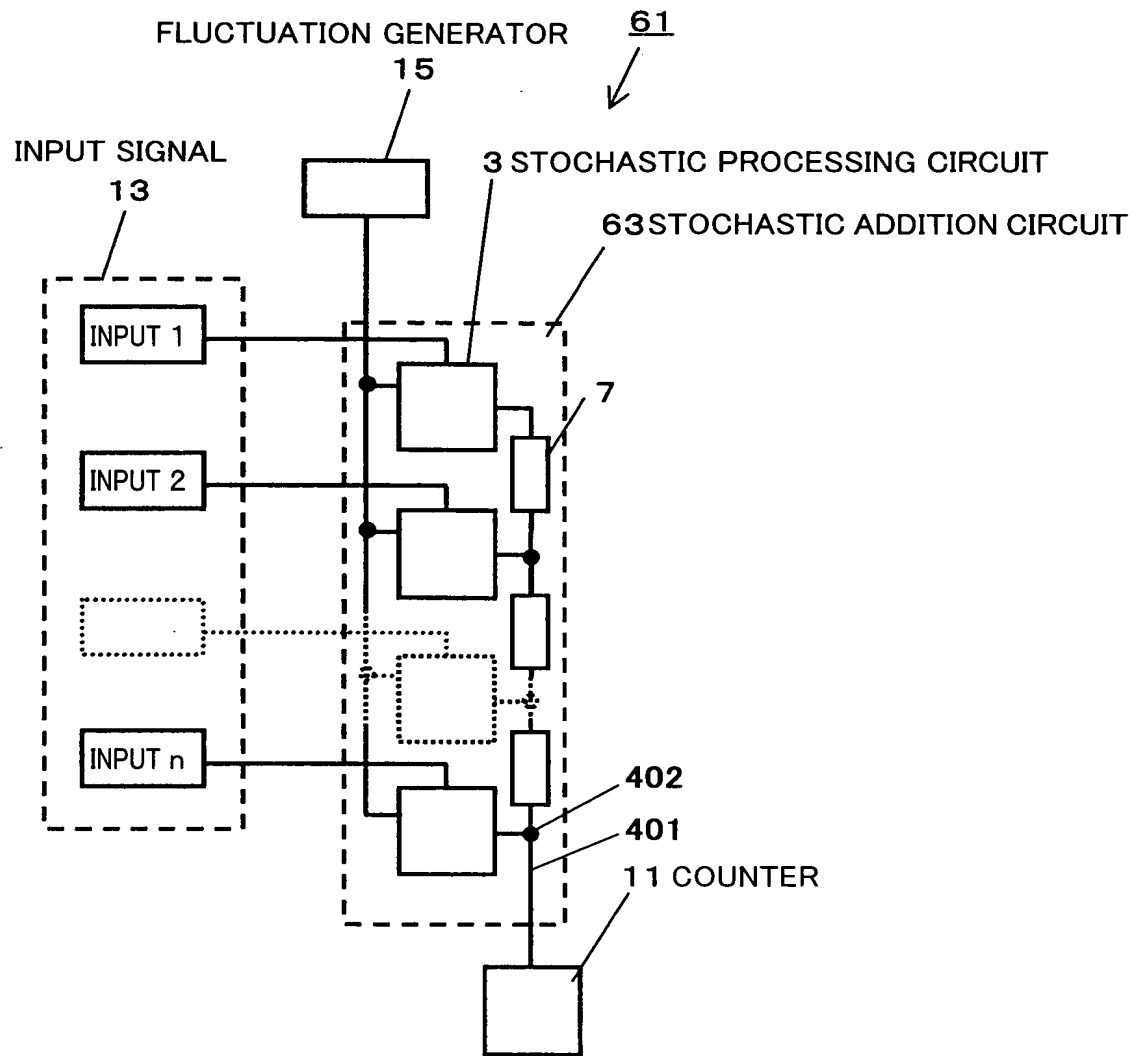 61
FLUCTUATION GENERATOR
15
INPUT SIGNAL
13
3 STOCHASTIC PROCESSING CIRCUIT
63 STOCHASTIC ADDITION CIRCUIT
INPUT 1
7
INPUT 2
INPUT n
402
401
11 COUNTER